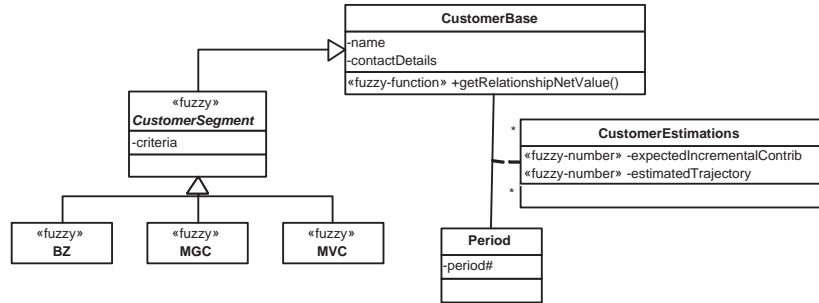 CustomerBase
-name
-contactDetails
«fuzzy-function» +getRelationshipNetValue()
«fuzzy»
CustomerSegment
-criteria
*
CustomerEstimations
«fuzzy-number» -expectedIncrementalContrib
«fuzzy-number» -estimatedTrajectory
*
«fuzzy»
BZ
«fuzzy»
MGC
«fuzzy»
MVC
Period
-period#